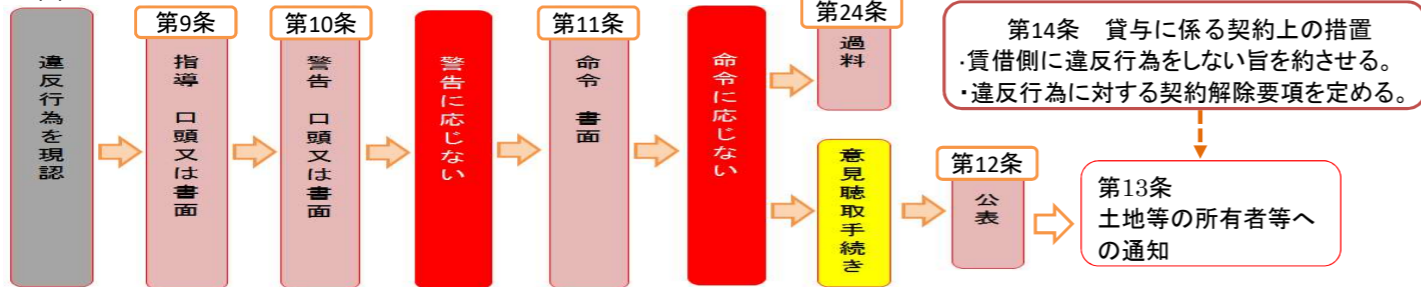 違反行為を現認
第9条
指導 口頭又は書面
第10条
警告 口頭又は書面
警告に応じない
第11条
命令 書面
命令に応じない
第24条
過料
意見聴取手続き
第12条
公表
第14条 貸与に係る契約上の措置
・賃借側に違反行為をしない旨を約させる。
・違反行為に対する契約解除要項を定める。
第13条
土地等の所有者等へ
の通知